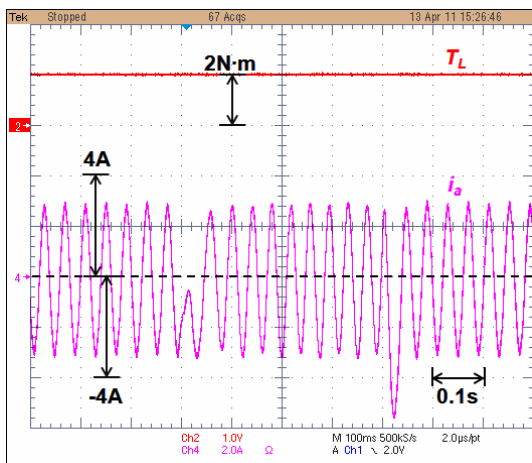 Tek Stopped 67 Acqs 13 Apr 11 15:26:46
T_L
2N·m
2
4A
i_a
4
-4A
0.1s
Ch2 1.0V M 100ms 500kS/s 2.0µs/pt
Ch4 2.0A Ω A Ch1 ∖ 2.0V